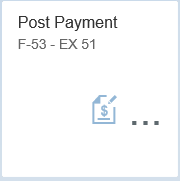 Post Payment
F-53 - EX 51
$
...